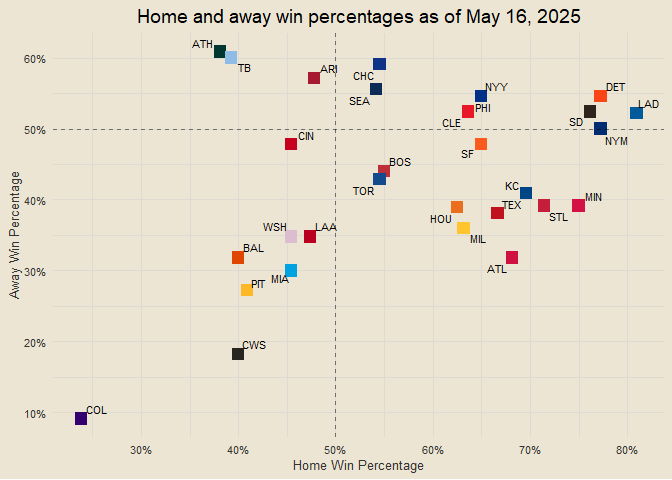 Home and away win percentages as of May 16, 2025
60%
50%
40%
30%
20%
10%
Away Win Percentage
ATH
TB
ARI
CHC
SEA
NYY
PHI
CLE
DET
LAD
SD
NYM
CIN
SF
BOS
TOR
KC
MIN
TEX
STL
HOU
MIL
WSH
LAA
ATL
BAL
MIA
PIT
CWS
COL
30%
40%
50%
60%
70%
80%
Home Win Percentage